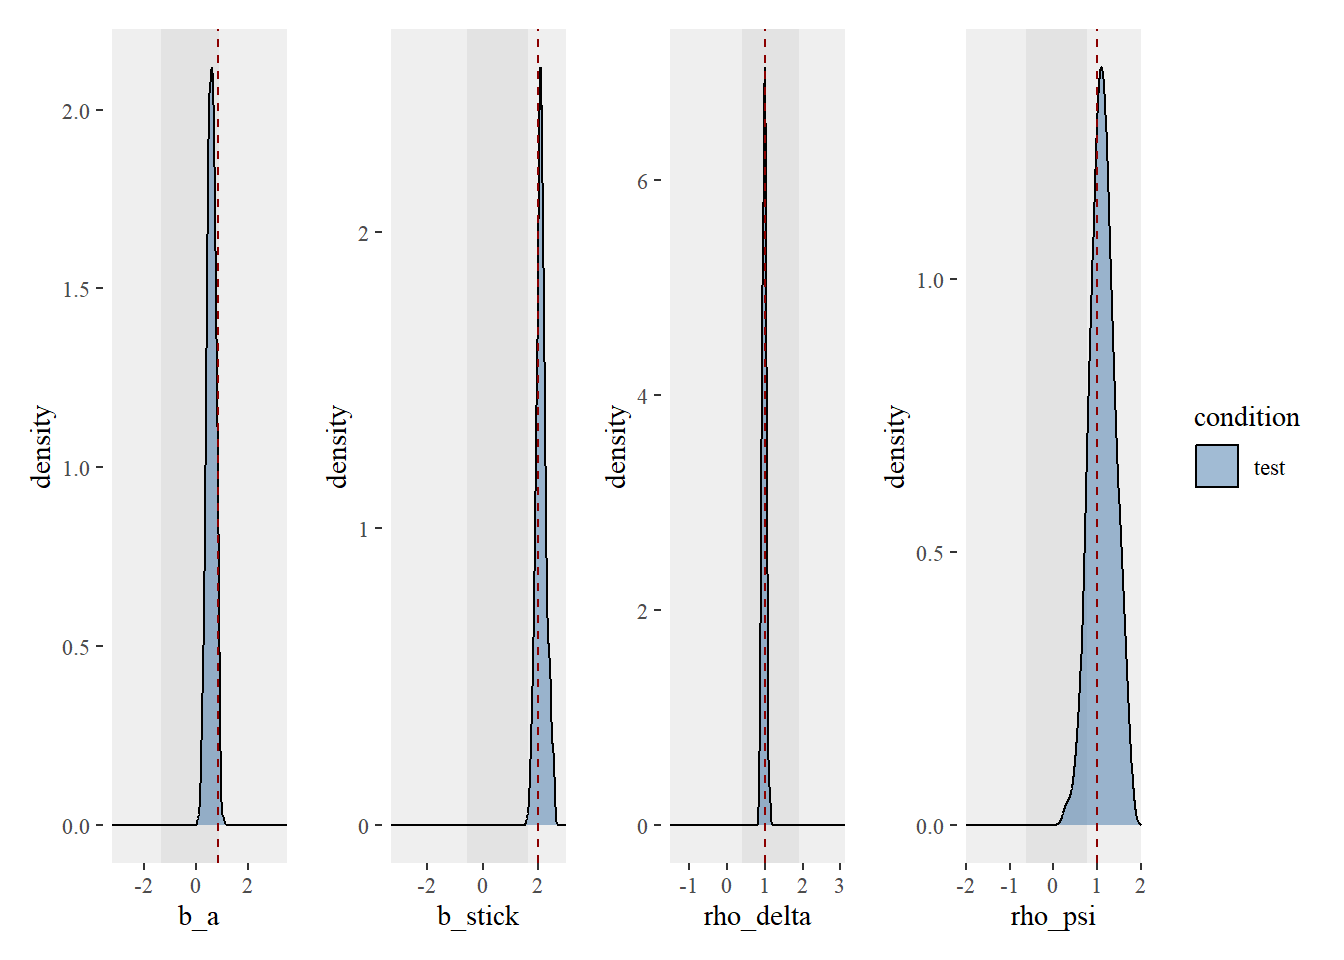 density
2.0
1.5
1.0
0.5
0.0
-2 0 2
b_a
density
2
1
0
-2 0 2
b_stick
density
6
4
2
0
-1 0 1 2 3
rho_delta
density
1.0
0.5
0.0
-2 -1 0 1 2
rho_psi
condition
test